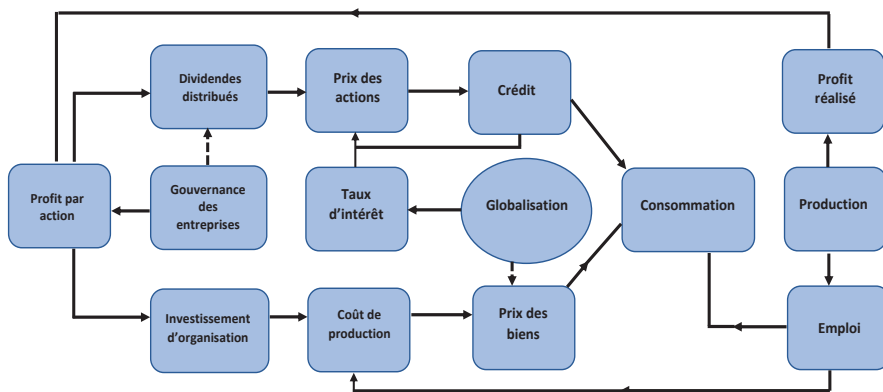 Dividendes
distribués
Prix des
actions
Crédit
Profit
réalisé
Profit par
action
Gouvernance
des
entreprises
Taux
d'intérêt
Globalisation
Consommation
Production
Investissement
d'organisation
Coût de
production
Prix des
biens
Emploi